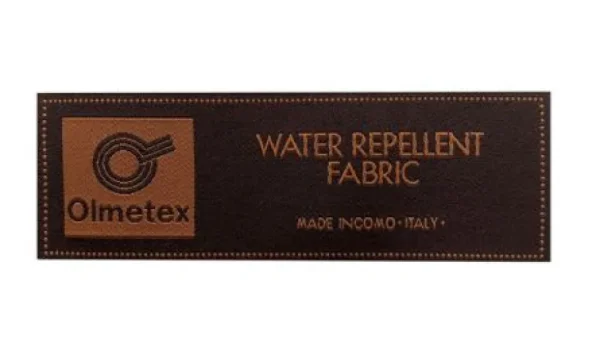 Olmetex
WATER REPELLENT
FABRIC
MADE INCOMO·ITALY·